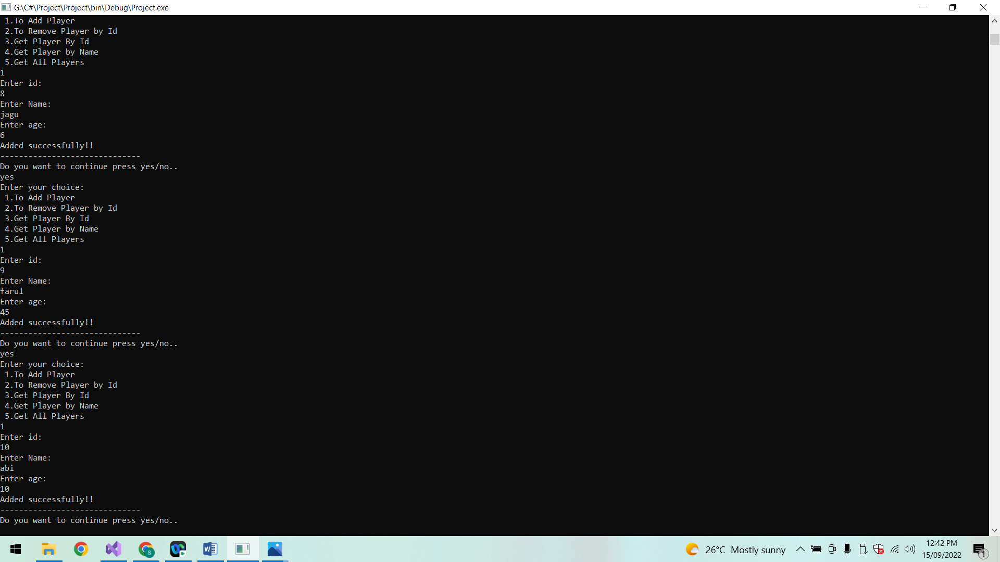 G:\C#\Project\Project\bin\Debug\Project.exe
 1.To Add Player
 2.To Remove Player by Id
 3.Get Player By Id
 4.Get Player by Name
 5.Get All Players
1
Enter id:
8
Enter Name:
jagu
Enter age:
6
Added successfully!!
------------------------------
Do you want to continue press yes/no..
yes
Enter your choice:
 1.To Add Player
 2.To Remove Player by Id
 3.Get Player By Id
 4.Get Player by Name
 5.Get All Players
1
Enter id:
9
Enter Name:
farul
Enter age:
45
Added successfully!!
------------------------------
Do you want to continue press yes/no..
yes
Enter your choice:
 1.To Add Player
 2.To Remove Player by Id
 3.Get Player By Id
 4.Get Player by Name
 5.Get All Players
1
Enter id:
10
Enter Name:
abi
Enter age:
10
Added successfully!!
------------------------------
Do you want to continue press yes/no..
S
W
26°C Mostly sunny
12:42 PM
15/09/2022
1